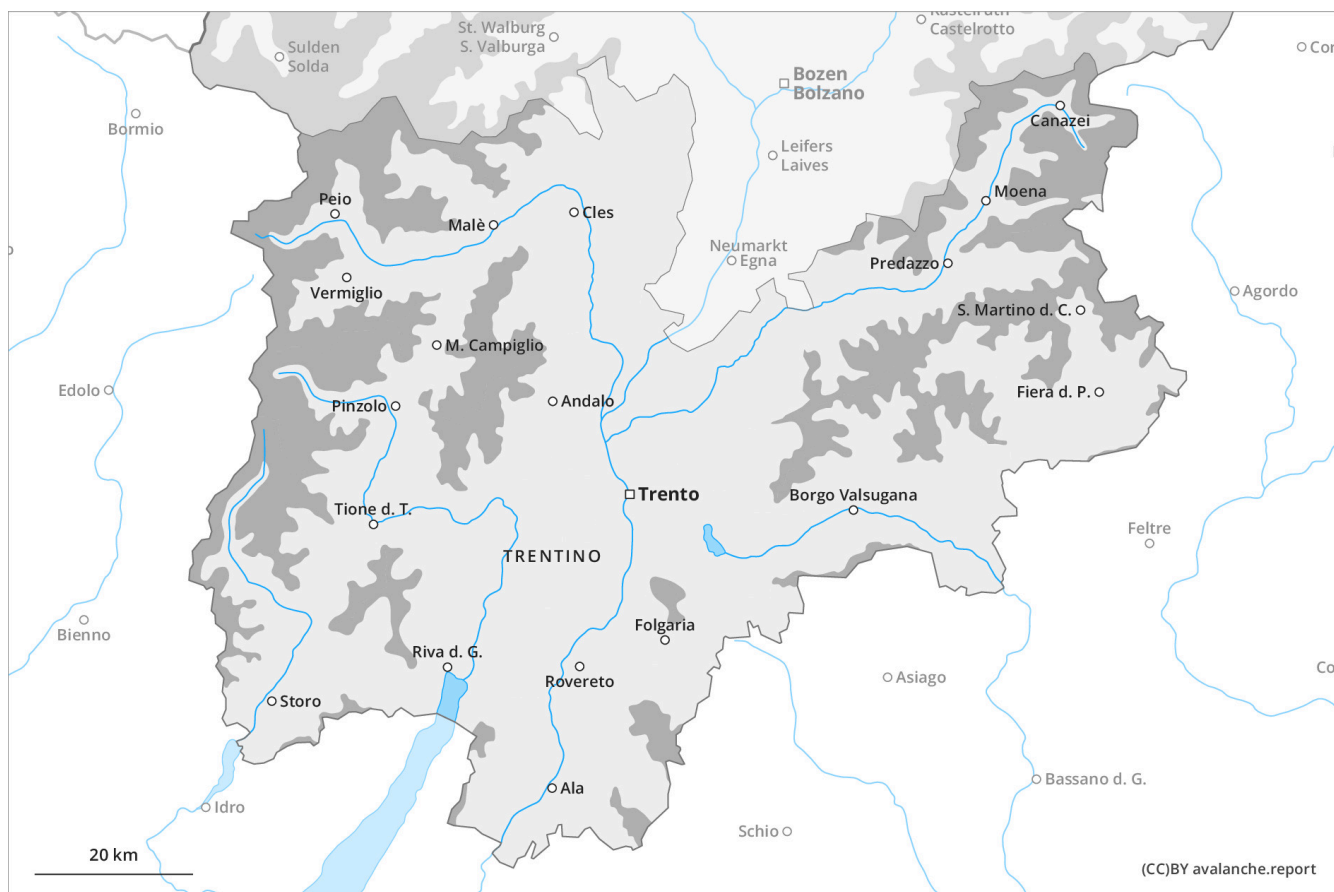 Kastelruth
Castelrotto
St. Walburg
S. Valburga
Sulden
Solda
Bozen
Bolzano
Bormio
Canazei
Leifers
Laives
Moena
Peio
Malè
Cles
Neumarkt
Egna
Predazzo
Vermiglio
Agordo
S. Martino d. C.
M. Campiglio
Edolo
Fiera d. P.
Pinzolo
Andalo
Trento
Borgo Valsugana
Tione d. T.
Feltre
TRENTINO
Bienno
Folgaria
Riva d. G.
Asiago
Rovereto
Storo
Bassano d. G.
Ala
Idro
Schio
20 km
(CC)BY avalanche.report